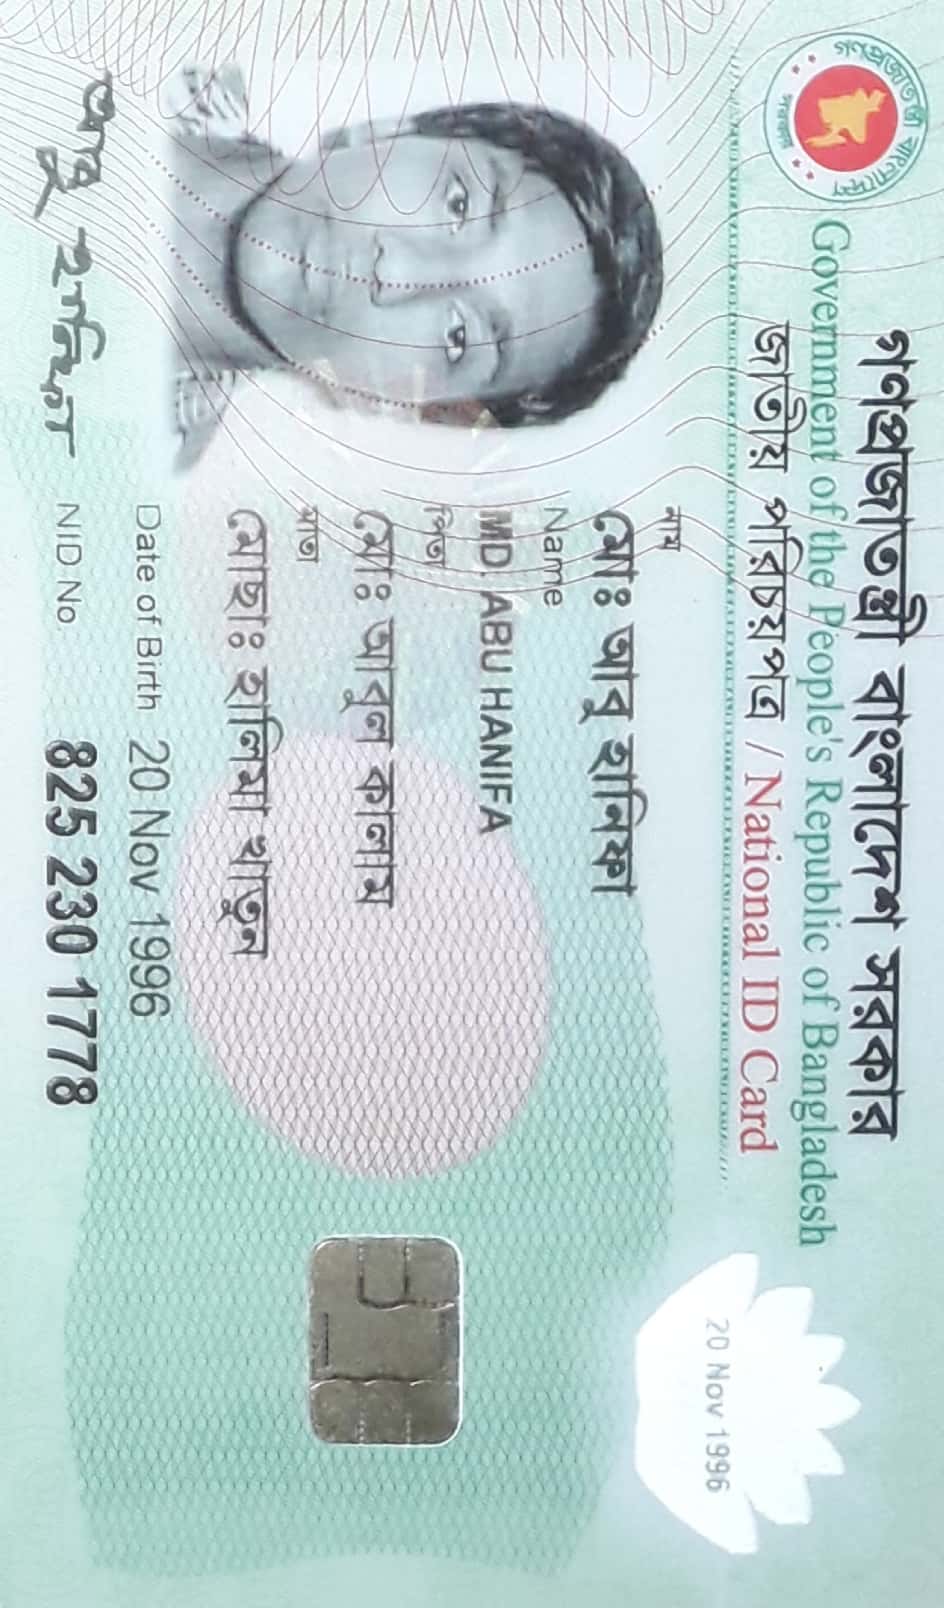 গণপ্রজাতন্ত্রী বাংলাদেশ সরকার
Government of the People's Republic of Bangladesh
জাতীয় পরিচয়পত্র / National ID Card
20 Nov 1996
নাম
মোঃ আবু হানিফা
Name
MD. ABU HANIFA
পিতা
মোঃ আবুল কালাম
মাতা
মোছাঃ হালিমা খাতুন
Date of Birth 20 Nov 1996
NID No. 825 230 1778
আবু হানিফা